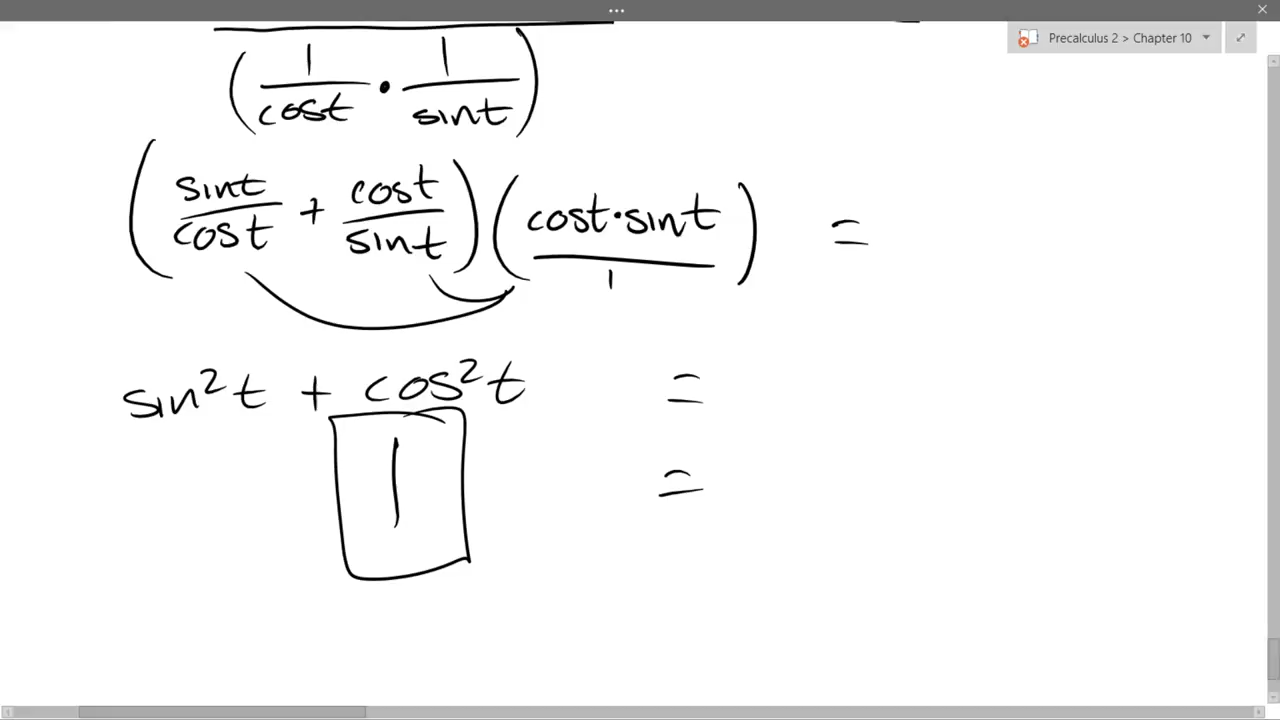 Precalculus 2 > Chapter 10
(1/cost · 1/sint)
(sint/cost + cost/sint)(cost·sint/1) =
sin²t + cos²t =
1 =